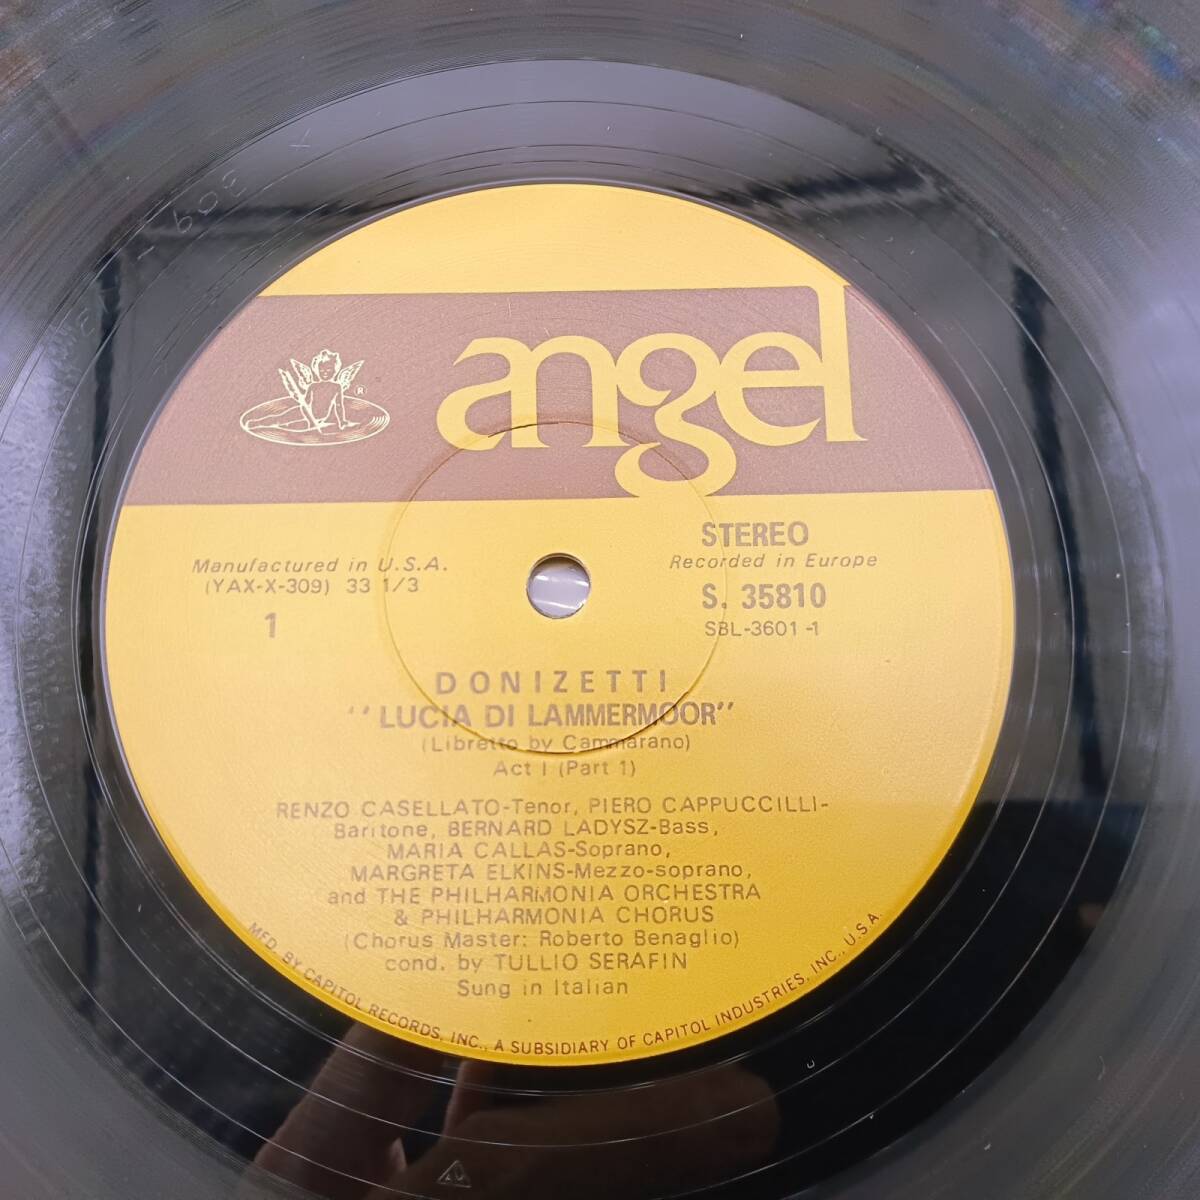 angel
®
STEREO
Manufactured in U.S.A.
Recorded in Europe
(YAX-X-309) 33 1/3
S. 35810
1
SBL-3601-1
DONIZETTI
"LUCIA DI LAMMERMOOR"
(Libretto by Cammarano)
Act I (Part 1)
RENZO CASELLATO-Tenor, PIERO CAPPUCCILLI-
Baritone, BERNARD LADYSZ-Bass,
MARIA CALLAS-Soprano,
MARGRETA ELKINS-Mezzo-soprano,
and THE PHILHARMONIA ORCHESTRA
& PHILHARMONIA CHORUS
(Chorus Master: Roberto Benaglio)
cond. by TULLIO SERAFIN
Sung in Italian
MFD. BY CAPITOL RECORDS, INC., A SUBSIDIARY OF CAPITOL INDUSTRIES, INC., U.S.A.
309